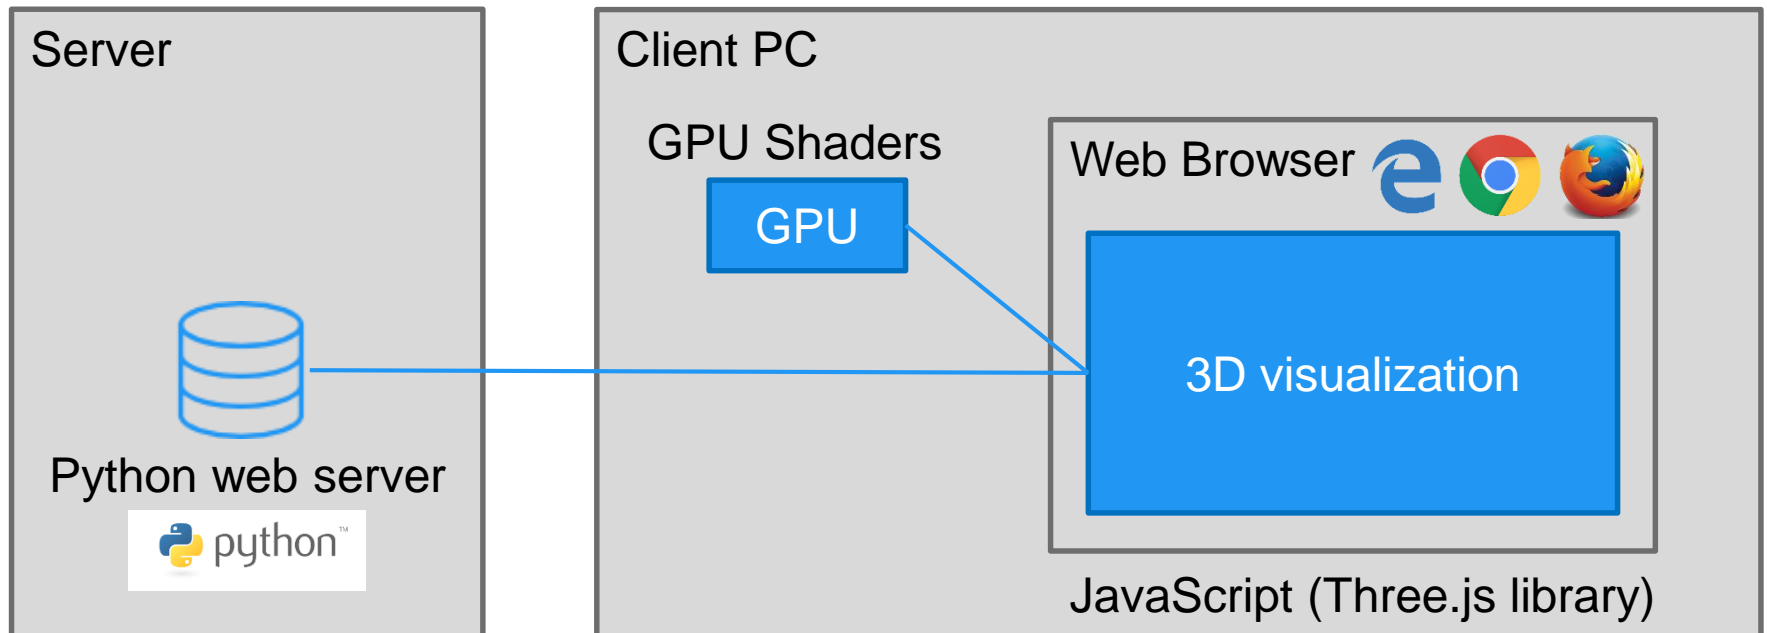 Server
Python web server
python™
Client PC
GPU Shaders
GPU
Web Browser
3D visualization
JavaScript (Three.js library)